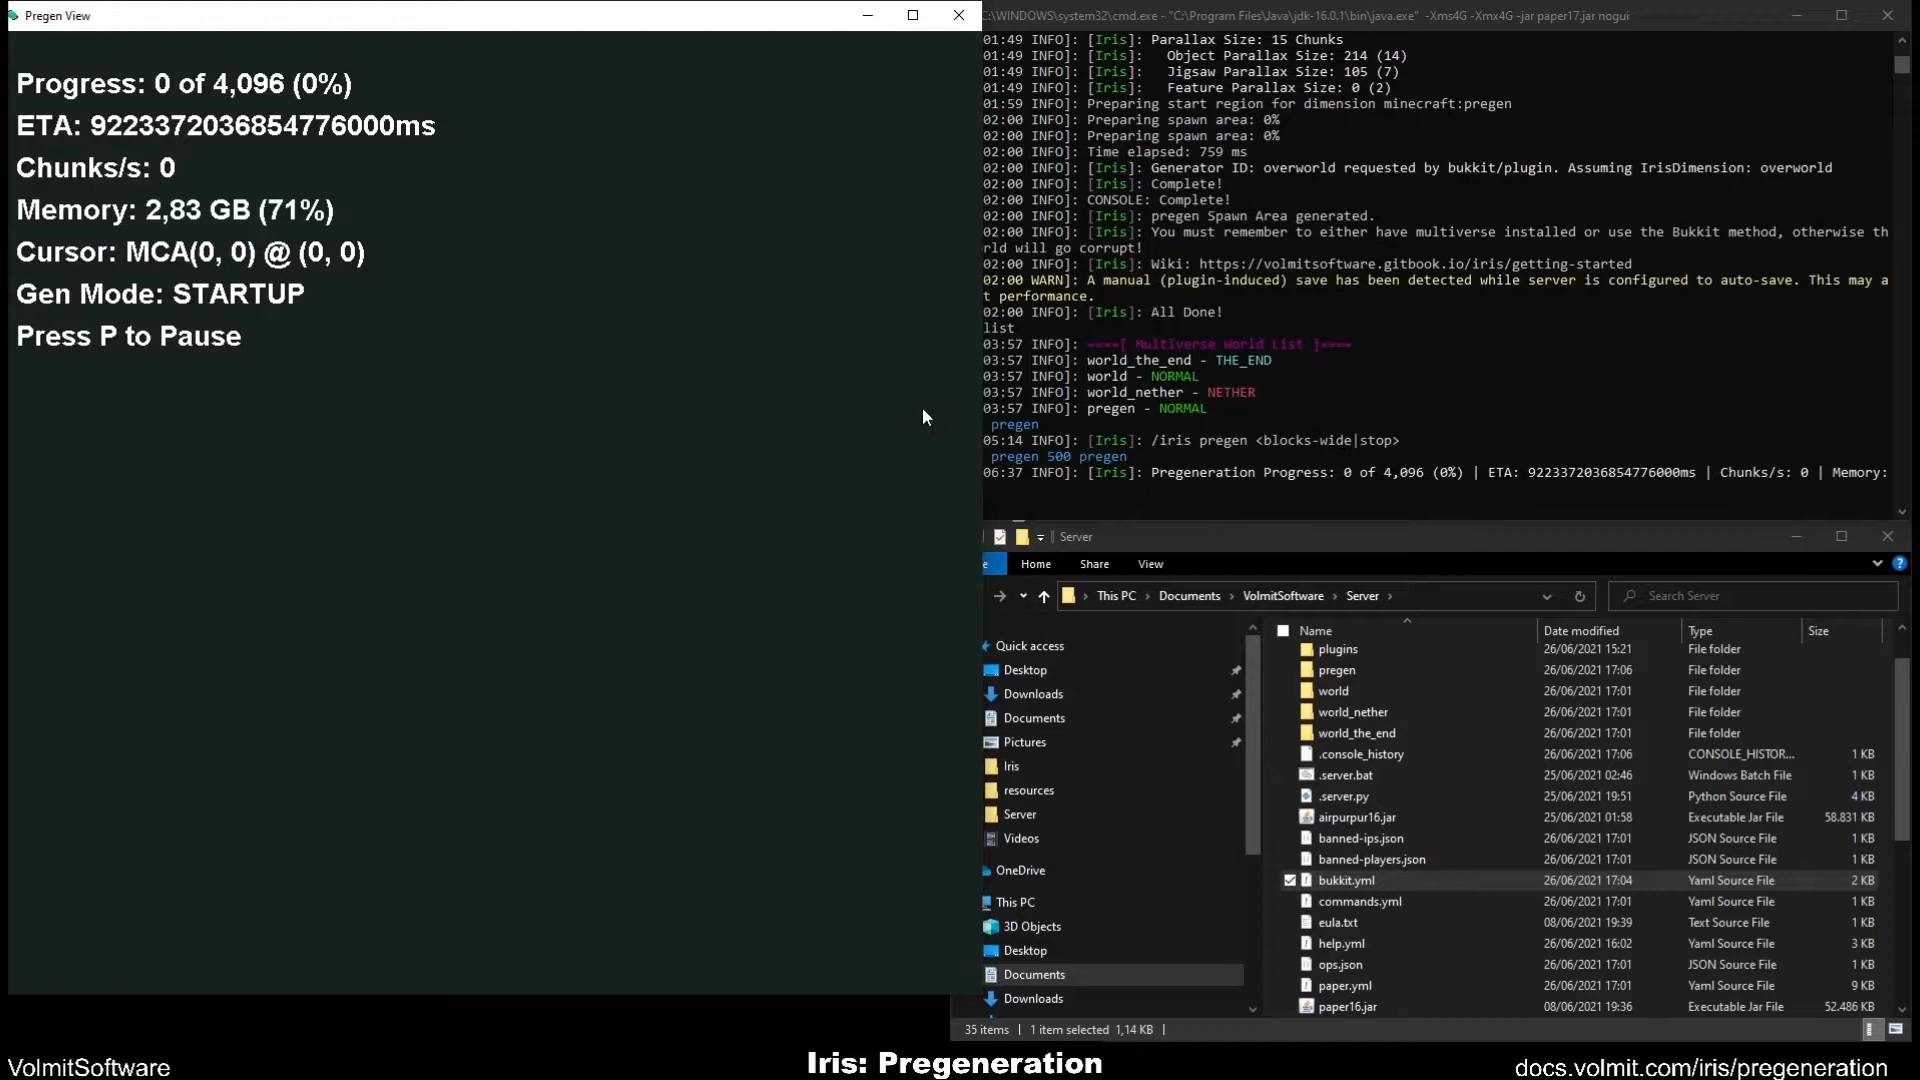 Pregen View
Progress: 0 of 4,096 (0%)
ETA: 9223372036854776000ms
Chunks/s: 0
Memory: 2,83 GB (71%)
Cursor: MCA(0, 0) @ (0, 0)
Gen Mode: STARTUP
Press P to Pause
C:\WINDOWS\system32\cmd.exe - "C:\Program Files\Java\jdk-16.0.1\bin\java.exe" -Xms4G -Xmx4G -jar paper17.jar nogui
01:49 INFO]: [Iris]: Parallax Size: 15 Chunks
01:49 INFO]: [Iris]:   Object Parallax Size: 214 (14)
01:49 INFO]: [Iris]:   Jigsaw Parallax Size: 105 (7)
01:49 INFO]: [Iris]:   Feature Parallax Size: 0 (2)
01:59 INFO]: Preparing start region for dimension minecraft:pregen
02:00 INFO]: Preparing spawn area: 0%
02:00 INFO]: Preparing spawn area: 0%
02:00 INFO]: Time elapsed: 759 ms
02:00 INFO]: [Iris]: Generator ID: overworld requested by bukkit/plugin. Assuming IrisDimension: overworld
02:00 INFO]: [Iris]: Complete!
02:00 INFO]: CONSOLE: Complete!
02:00 INFO]: [Iris]: pregen Spawn Area generated.
02:00 INFO]: [Iris]: You must remember to either have multiverse installed or use the Bukkit method, otherwise th
rld will go corrupt!
02:00 INFO]: [Iris]: Wiki: https://volmitsoftware.gitbook.io/iris/getting-started
02:00 WARN]: A manual (plugin-induced) save has been detected while server is configured to auto-save. This may a
t performance.
02:00 INFO]: [Iris]: All Done!
list
03:57 INFO]: ====[ Multiverse World List ]====
03:57 INFO]: world_the_end - THE_END
03:57 INFO]: world - NORMAL
03:57 INFO]: world_nether - NETHER
03:57 INFO]: pregen - NORMAL
pregen
05:14 INFO]: [Iris]: /iris pregen <blocks-wide|stop>
pregen 500 pregen
06:37 INFO]: [Iris]: Pregeneration Progress: 0 of 4,096 (0%) | ETA: 9223372036854776000ms | Chunks/s: 0 | Memory:
Server
e Home Share View
This PC › Documents › VolmitSoftware › Server ›
Search Server
Quick access
Desktop
Downloads
Documents
Pictures
Iris
resources
Server
Videos
OneDrive
This PC
3D Objects
Desktop
Documents
Downloads
Name Date modified Type Size
plugins 26/06/2021 15:21 File folder
pregen 26/06/2021 17:06 File folder
world 26/06/2021 17:01 File folder
world_nether 26/06/2021 17:01 File folder
world_the_end 26/06/2021 17:01 File folder
.console_history 26/06/2021 17:06 CONSOLE_HISTOR... 1 KB
.server.bat 25/06/2021 02:46 Windows Batch File 1 KB
.server.py 25/06/2021 19:51 Python Source File 4 KB
airpurpur16.jar 25/06/2021 01:58 Executable Jar File 58.831 KB
banned-ips.json 26/06/2021 17:01 JSON Source File 1 KB
banned-players.json 26/06/2021 17:01 JSON Source File 1 KB
bukkit.yml 26/06/2021 17:04 Yaml Source File 2 KB
commands.yml 26/06/2021 17:01 Yaml Source File 1 KB
eula.txt 08/06/2021 19:39 Text Source File 1 KB
help.yml 26/06/2021 16:02 Yaml Source File 3 KB
ops.json 26/06/2021 17:01 JSON Source File 1 KB
paper.yml 26/06/2021 17:01 Yaml Source File 9 KB
paper16.jar 08/06/2021 19:36 Executable Jar File 52.486 KB
35 items | 1 item selected 1,14 KB |
VolmitSoftware
Iris: Pregeneration
docs.volmit.com/iris/pregeneration